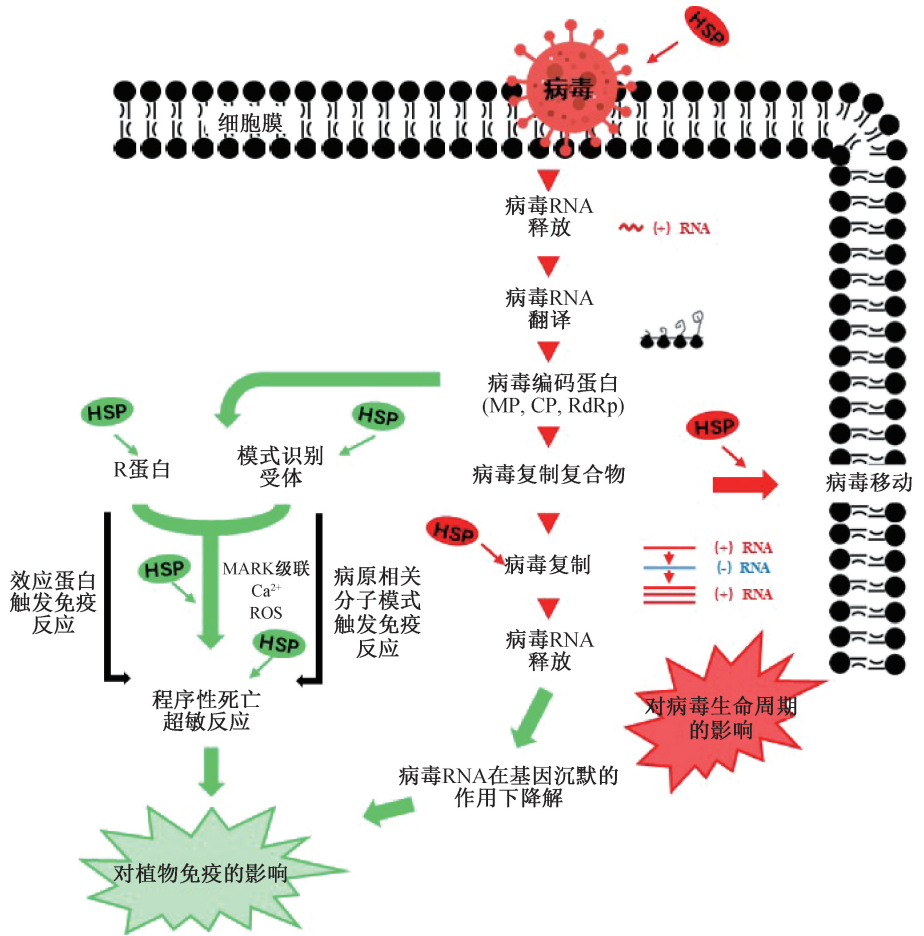 HSP
病毒
细胞膜
病毒RNA
释放
(+) RNA
病毒RNA
翻译
病毒编码蛋白
(MP, CP, RdRp)
HSP
HSP
HSP
R蛋白
模式识别
受体
病毒复制复合物
病毒移动
HSP
病毒复制
(+) RNA
(-) RNA
(+) RNA
HSP
MARK级联
Ca²⁺
ROS
效应蛋白
触发免疫
反应
病原相关
分子模式
触发免疫
反应
HSP
病毒RNA
释放
程序性死亡
超敏反应
对病毒生命周期
的影响
病毒RNA在基因沉默的
作用下降解
对植物免疫的影响